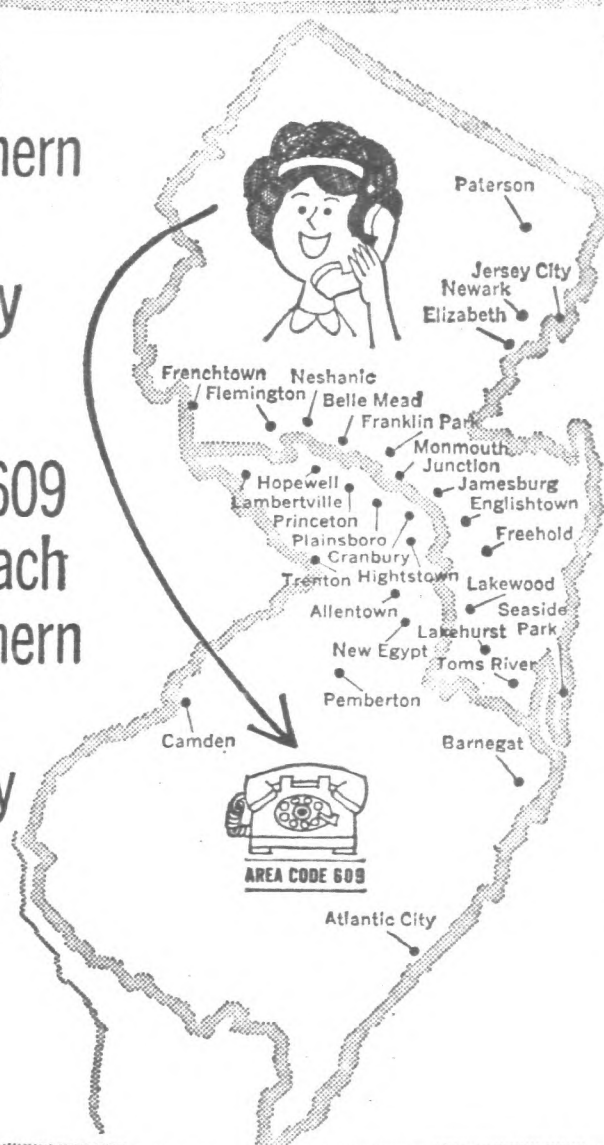 hern
y
609
ach
hern
y
Paterson
Jersey City
Newark
Elizabeth
Frenchtown
Neshanic
Flemington
Belle Mead
Franklin Park
Monmouth
Junction
Hopewell
Jamesburg
Lambertville
Englishtown
Princeton
Plainsboro
Freehold
Cranbury
Trenton
Hightstown
Lakewood
Allentown
Seaside
Park
New Egypt
Lakehurst
Toms River
Pemberton
Camden
Barnegat
AREA CODE 609
Atlantic City